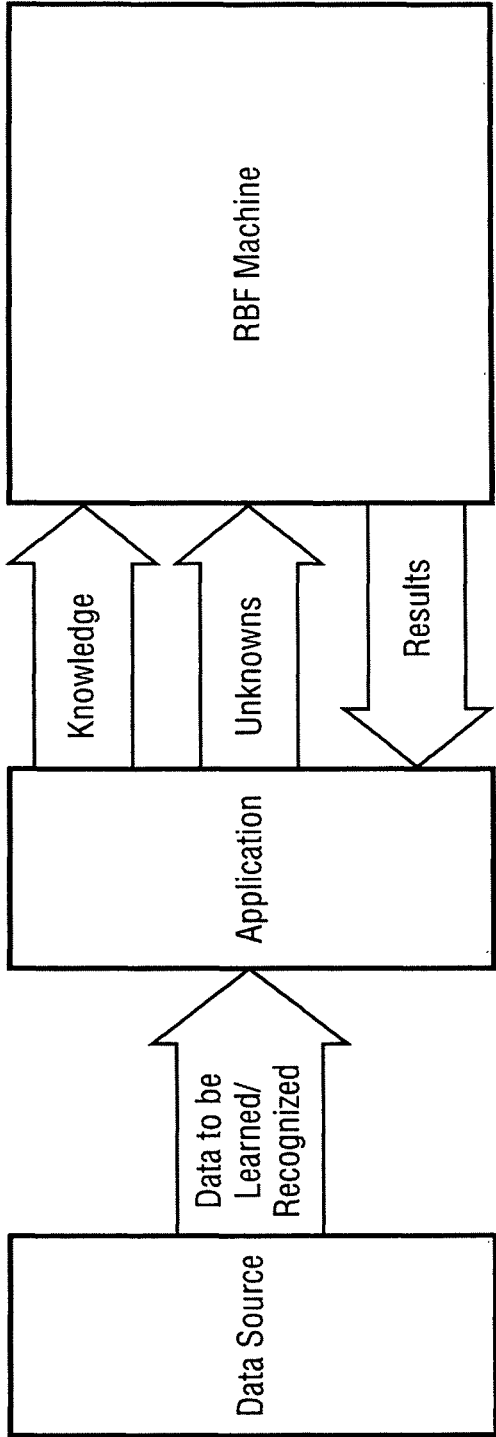 Data Source
Data to be
Learned/
Recognized
Application
Knowledge
Unknowns
Results
RBF Machine